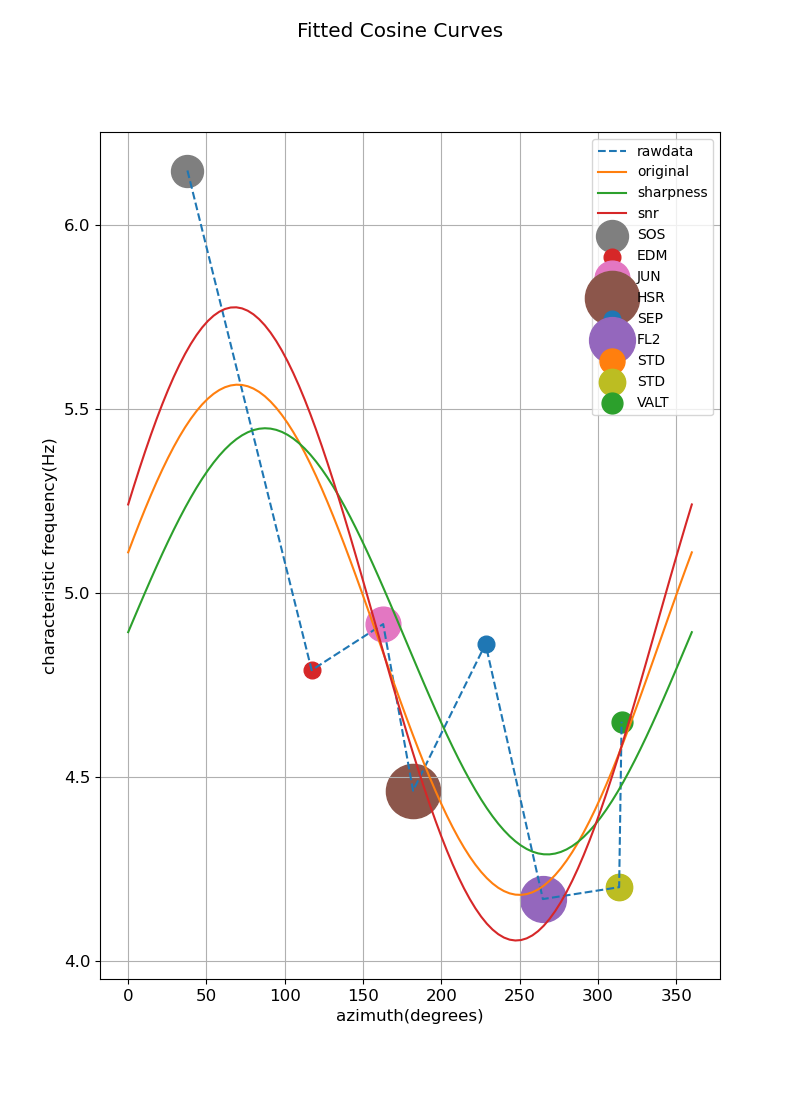 Fitted Cosine Curves
rawdata
original
sharpness
snr
SOS
EDM
JUN
HSR
SEP
FL2
STD
STD
VALT
characteristic frequency(Hz)
6.0
5.5
5.0
4.5
4.0
0 50 100 150 200 250 300 350
azimuth(degrees)